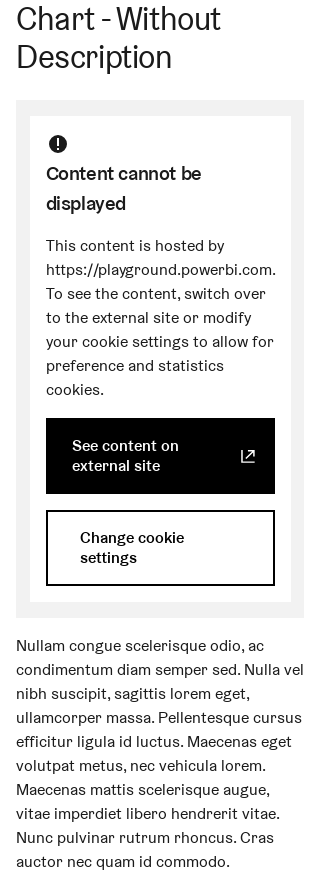 Chart - Without
Description
Content cannot be
displayed
This content is hosted by
https://playground.powerbi.com.
To see the content, switch over
to the external site or modify
your cookie settings to allow for
preference and statistics
cookies.
See content on
external site
Change cookie
settings
Nullam congue scelerisque odio, ac
condimentum diam semper sed. Nulla vel
nibh suscipit, sagittis lorem eget,
ullamcorper massa. Pellentesque cursus
efficitur ligula id luctus. Maecenas eget
volutpat metus, nec vehicula lorem.
Maecenas mattis scelerisque augue,
vitae imperdiet libero hendrerit vitae.
Nunc pulvinar rutrum rhoncus. Cras
auctor nec quam id commodo.